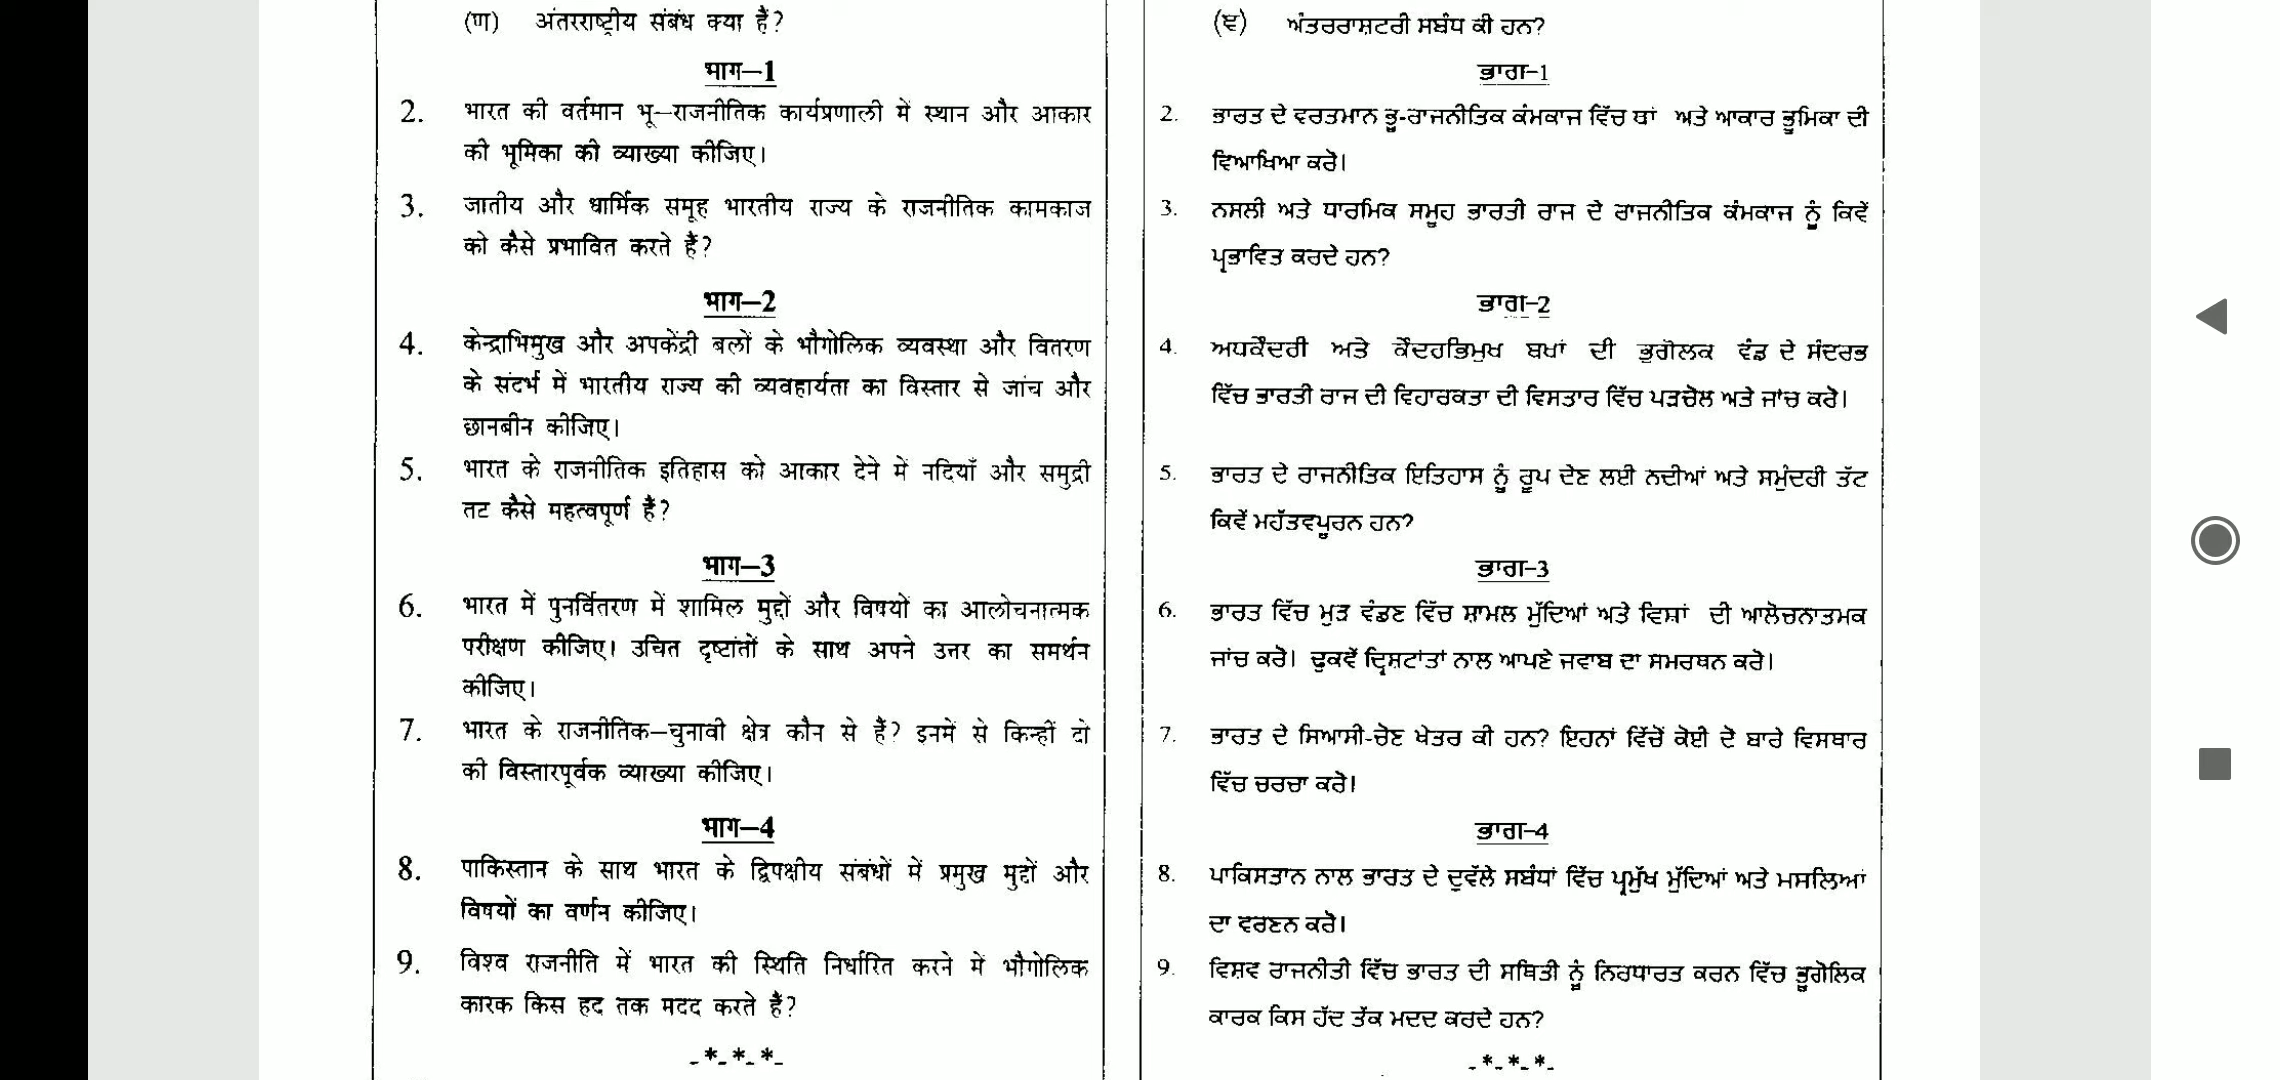 (ण) अंतरराष्ट्रीय संबंध क्या हैं?
भाग–1
2. भारत की वर्तमान भू–राजनीतिक कार्यप्रणाली में स्थान और आकार
की भूमिका की व्याख्या कीजिए।
3. जातीय और धार्मिक समूह भारतीय राज्य के राजनीतिक कामकाज
को कैसे प्रभावित करते हैं?
भाग–2
4. केन्द्राभिमुख और अपकेंद्री बलों के भौगोलिक व्यवस्था और वितरण
के संदर्भ में भारतीय राज्य की व्यवहार्यता का विस्तार से जांच और
छानबीन कीजिए।
5. भारत के राजनीतिक इतिहास को आकार देने में नदियाँ और समुद्री
तट कैसे महत्वपूर्ण हैं?
भाग–3
6. भारत में पुनर्वितरण में शामिल मुद्दों और विषयों का आलोचनात्मक
परीक्षण कीजिए। उचित दृष्टांतों के साथ अपने उत्तर का समर्थन
कीजिए।
7. भारत के राजनीतिक–चुनावी क्षेत्र कौन से हैं? इनमें से किन्हीं दो
की विस्तारपूर्वक व्याख्या कीजिए।
भाग–4
8. पाकिस्तान के साथ भारत के द्विपक्षीय संबंधों में प्रमुख मुद्दों और
विषयों का वर्णन कीजिए।
9. विश्व राजनीति में भारत की स्थिति निर्धारित करने में भौगोलिक
कारक किस हद तक मदद करते हैं?
-*-*-*-
(ਵ) ਅੰਤਰਰਾਸ਼ਟਰੀ ਸਬੰਧ ਕੀ ਹਨ?
ਭਾਗ-1
2. ਭਾਰਤ ਦੇ ਵਰਤਮਾਨ ਭੂ-ਰਾਜਨੀਤਿਕ ਕੰਮਕਾਜ ਵਿੱਚ ਥਾਂ ਅਤੇ ਆਕਾਰ ਭੂਮਿਕਾ ਦੀ
ਵਿਆਖਿਆ ਕਰੋ।
3. ਨਸਲੀ ਅਤੇ ਧਾਰਮਿਕ ਸਮੂਹ ਭਾਰਤੀ ਰਾਜ ਦੇ ਰਾਜਨੀਤਿਕ ਕੰਮਕਾਜ ਨੂੰ ਕਿਵੇਂ
ਪ੍ਰਭਾਵਿਤ ਕਰਦੇ ਹਨ?
ਭਾਗ-2
4. ਅਧਕੇਂਦਰੀ ਅਤੇ ਕੇਂਦਰਭਿਮੁਖ ਬਖਾਂ ਦੀ ਭੁਗੋਲਕ ਵੰਡ ਦੇ ਸੰਦਰਭ
ਵਿੱਚ ਭਾਰਤੀ ਰਾਜ ਦੀ ਵਿਹਾਰਕਤਾ ਦੀ ਵਿਸਤਾਰ ਵਿੱਚ ਪੜਚੋਲ ਅਤੇ ਜਾਂਚ ਕਰੋ।
5. ਭਾਰਤ ਦੇ ਰਾਜਨੀਤਿਕ ਇਤਿਹਾਸ ਨੂੰ ਰੂਪ ਦੇਣ ਲਈ ਨਦੀਆਂ ਅਤੇ ਸਮੁੰਦਰੀ ਤੱਟ
ਕਿਵੇਂ ਮਹੱਤਵਪੂਰਨ ਹਨ?
ਭਾਗ-3
6. ਭਾਰਤ ਵਿੱਚ ਮੁੜ ਵੰਡਣ ਵਿੱਚ ਸ਼ਾਮਲ ਮੁੱਦਿਆਂ ਅਤੇ ਵਿਸ਼ਾਂ ਦੀ ਆਲੋਚਨਾਤਮਕ
ਜਾਂਚ ਕਰੋ। ਢੁਕਵੇਂ ਦ੍ਰਿਸ਼ਟਾਂਤਾਂ ਨਾਲ ਆਪਣੇ ਜਵਾਬ ਦਾ ਸਮਰਥਨ ਕਰੋ।
7. ਭਾਰਤ ਦੇ ਸਿਆਸੀ-ਚੋਣ ਖੇਤਰ ਕੀ ਹਨ? ਇਹਨਾਂ ਵਿੱਚੋਂ ਕੋਈ ਦੋ ਬਾਰੇ ਵਿਸਥਾਰ
ਵਿੱਚ ਚਰਚਾ ਕਰੋ।
ਭਾਗ-4
8. ਪਾਕਿਸਤਾਨ ਨਾਲ ਭਾਰਤ ਦੇ ਦੁਵੱਲੇ ਸਬੰਧਾਂ ਵਿੱਚ ਪ੍ਰਮੁੱਖ ਮੁੱਦਿਆਂ ਅਤੇ ਮਸਲਿਆਂ
ਦਾ ਵਰਣਨ ਕਰੋ।
9. ਵਿਸ਼ਵ ਰਾਜਨੀਤੀ ਵਿੱਚ ਭਾਰਤ ਦੀ ਸਥਿਤੀ ਨੂੰ ਨਿਰਧਾਰਤ ਕਰਨ ਵਿੱਚ ਭੂਗੋਲਿਕ
ਕਾਰਕ ਕਿਸ ਹੱਦ ਤੱਕ ਮਦਦ ਕਰਦੇ ਹਨ?
-*-*-*-